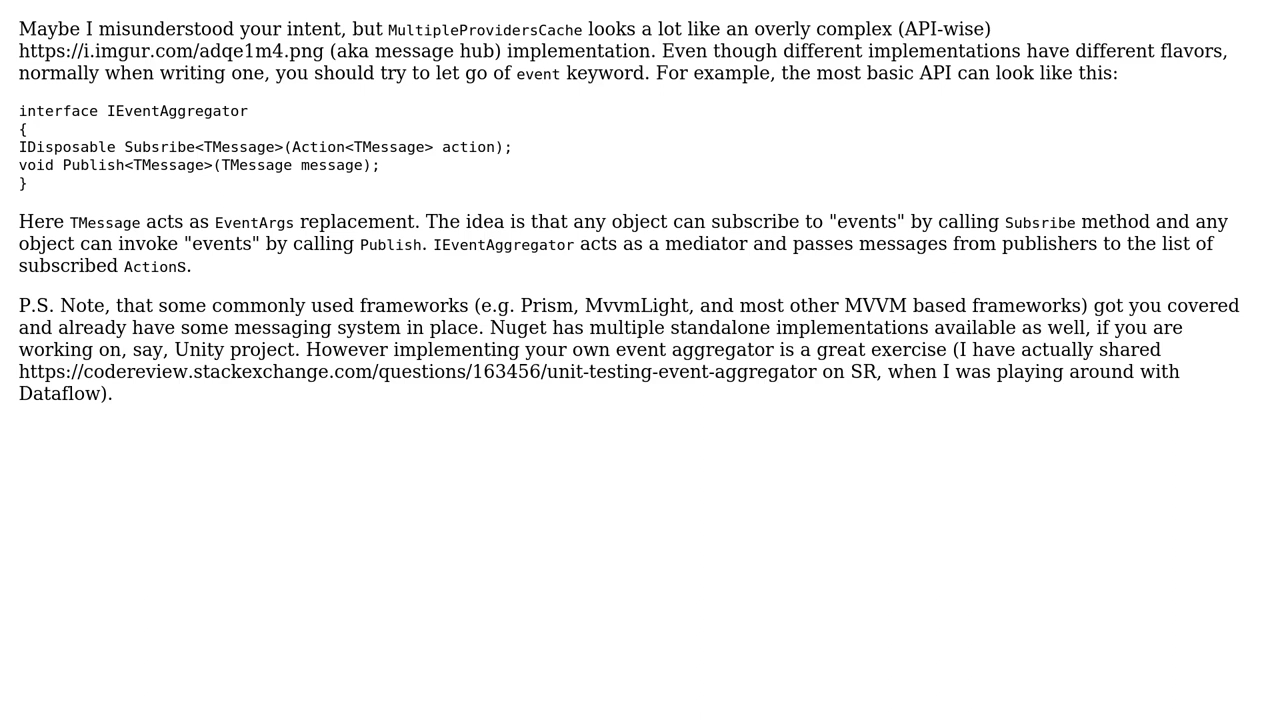 Maybe I misunderstood your intent, but MultipleProvidersCache looks a lot like an overly complex (API-wise)
https://i.imgur.com/adqe1m4.png (aka message hub) implementation. Even though different implementations have different flavors,
normally when writing one, you should try to let go of event keyword. For example, the most basic API can look like this:
interface IEventAggregator
{
IDisposable Subsribe<TMessage>(Action<TMessage> action);
void Publish<TMessage>(TMessage message);
}
Here TMessage acts as EventArgs replacement. The idea is that any object can subscribe to "events" by calling Subsribe method and any
object can invoke "events" by calling Publish. IEventAggregator acts as a mediator and passes messages from publishers to the list of
subscribed Actions.
P.S. Note, that some commonly used frameworks (e.g. Prism, MvvmLight, and most other MVVM based frameworks) got you covered
and already have some messaging system in place. Nuget has multiple standalone implementations available as well, if you are
working on, say, Unity project. However implementing your own event aggregator is a great exercise (I have actually shared
https://codereview.stackexchange.com/questions/163456/unit-testing-event-aggregator on SR, when I was playing around with
Dataflow).